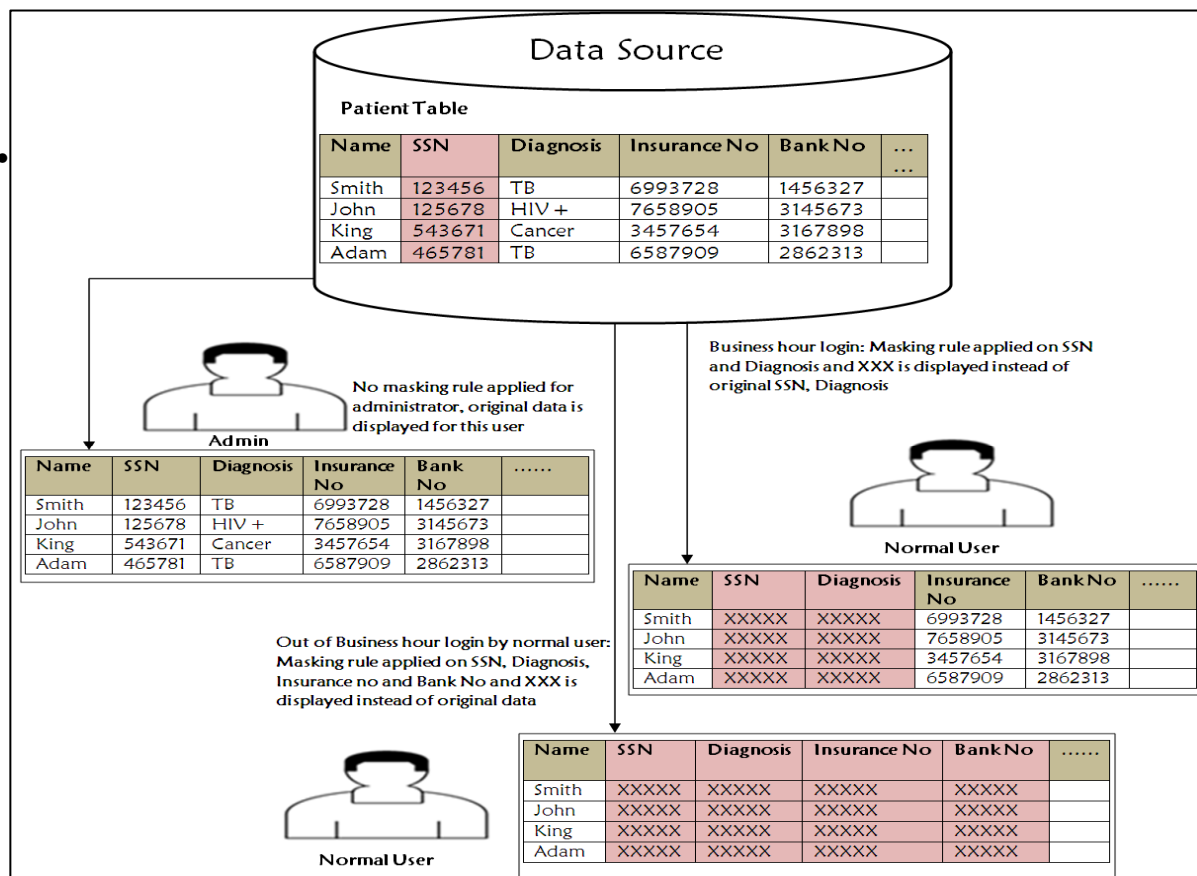 Data Source
Patient Table
Name SSN Diagnosis Insurance No Bank No ... ...
Smith 123456 TB 6993728 1456327
John 125678 HIV + 7658905 3145673
King 543671 Cancer 3457654 3167898
Adam 465781 TB 6587909 2862313
No masking rule applied for
administrator, original data is
displayed for this user
Admin
Name SSN Diagnosis Insurance No Bank No ......
Smith 123456 TB 6993728 1456327
John 125678 HIV + 7658905 3145673
King 543671 Cancer 3457654 3167898
Adam 465781 TB 6587909 2862313
Business hour login: Masking rule applied on SSN
and Diagnosis and XXX is displayed instead of
original SSN, Diagnosis
Normal User
Name SSN Diagnosis Insurance No Bank No ......
Smith XXXXX XXXXX 6993728 1456327
John XXXXX XXXXX 7658905 3145673
King XXXXX XXXXX 3457654 3167898
Adam XXXXX XXXXX 6587909 2862313
Out of Business hour login by normal user:
Masking rule applied on SSN, Diagnosis,
Insurance no and Bank No and XXX is
displayed instead of original data
Normal User
Name SSN Diagnosis Insurance No Bank No ......
Smith XXXXX XXXXX XXXXX XXXXX
John XXXXX XXXXX XXXXX XXXXX
King XXXXX XXXXX XXXXX XXXXX
Adam XXXXX XXXXX XXXXX XXXXX